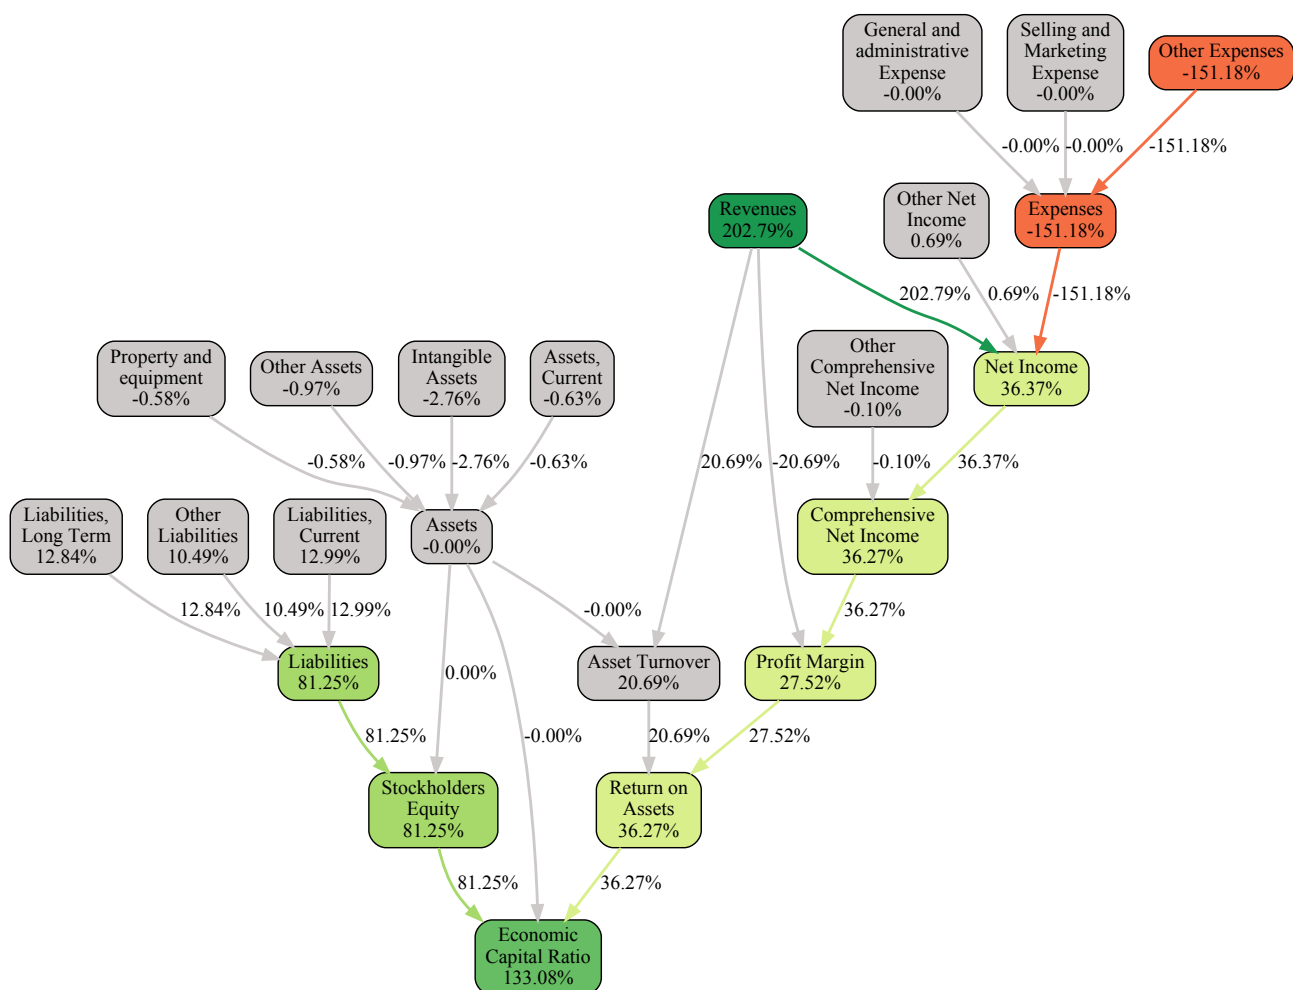 General and
administrative
Expense
-0.00%
Selling and
Marketing
Expense
-0.00%
Other Expenses
-151.18%
-0.00%
-0.00%
-151.18%
Revenues
202.79%
Other Net
Income
0.69%
Expenses
-151.18%
202.79%
0.69%
-151.18%
Property and
equipment
-0.58%
Other Assets
-0.97%
Intangible
Assets
-2.76%
Assets,
Current
-0.63%
Other
Comprehensive
Net Income
-0.10%
Net Income
36.37%
-0.58%
-0.97%
-2.76%
-0.63%
20.69%
-20.69%
-0.10%
36.37%
Liabilities,
Long Term
12.84%
Other
Liabilities
10.49%
Liabilities,
Current
12.99%
Assets
-0.00%
Comprehensive
Net Income
36.27%
12.84%
10.49%
12.99%
-0.00%
36.27%
Liabilities
81.25%
0.00%
Asset Turnover
20.69%
Profit Margin
27.52%
81.25%
-0.00%
20.69%
27.52%
Stockholders
Equity
81.25%
Return on
Assets
36.27%
81.25%
36.27%
Economic
Capital Ratio
133.08%